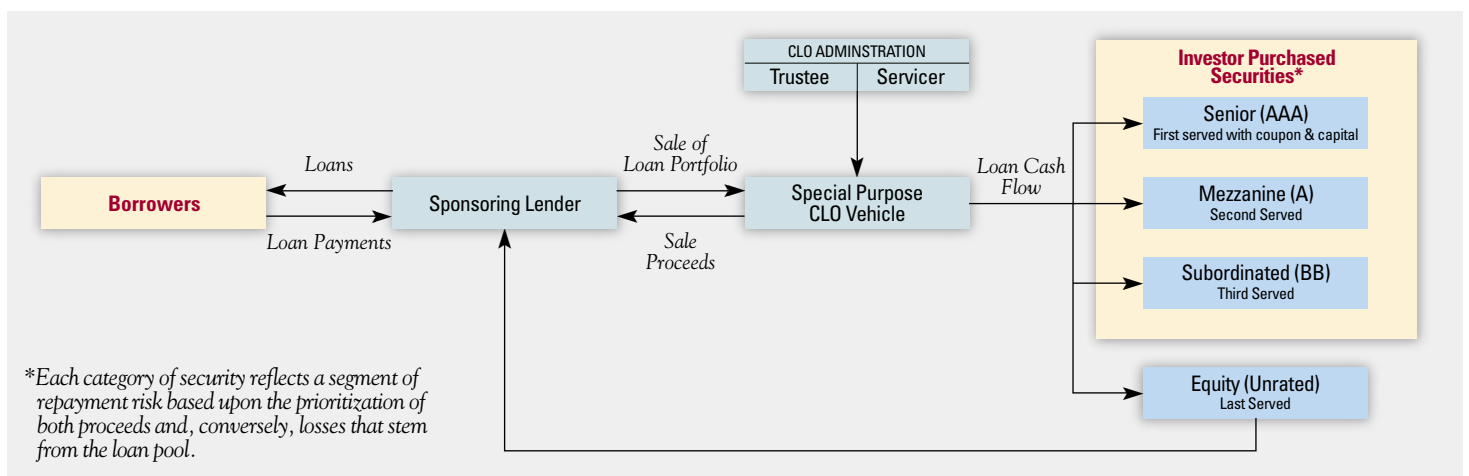 CLO ADMINSTRATION
Trustee
Servicer
Investor Purchased
Securities*
Senior (AAA)
First served with coupon & capital
Loans
Sale of
Loan Portfolio
Loan Cash
Flow
Borrowers
Sponsoring Lender
Special Purpose
CLO Vehicle
Mezzanine (A)
Second Served
Loan Payments
Sale
Proceeds
Subordinated (BB)
Third Served
Equity (Unrated)
Last Served
*Each category of security reflects a segment of
repayment risk based upon the prioritization of
both proceeds and, conversely, losses that stem
from the loan pool.